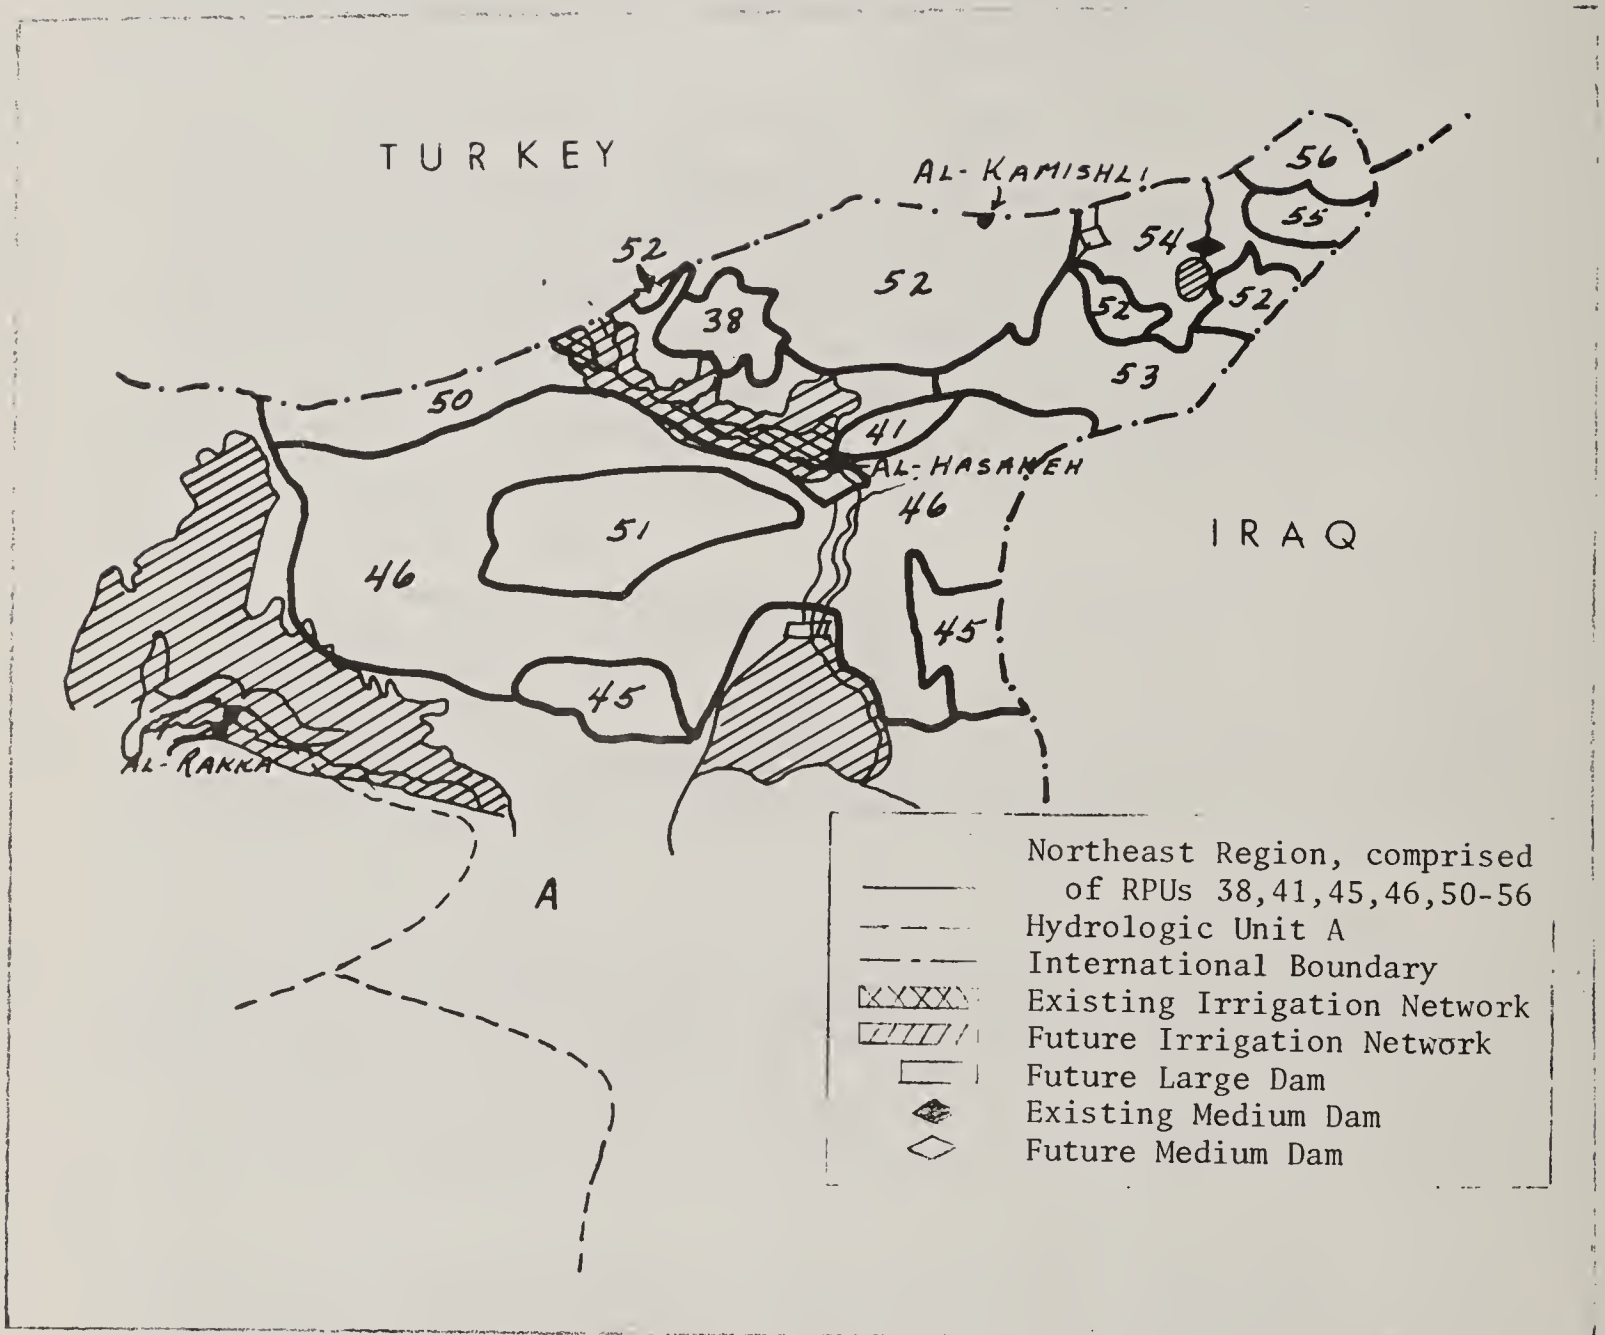 TURKEY
AL-KAMISHLI
56
55
54
52
52
38
52
52
53
50
41
AL-HASAKEH
46
51
IRAQ
46
45
45
AL-RAKKA
A
Northeast Region, comprised
of RPUs 38,41,45,46,50-56
Hydrologic Unit A
International Boundary
Existing Irrigation Network
Future Irrigation Network
Future Large Dam
Existing Medium Dam
Future Medium Dam